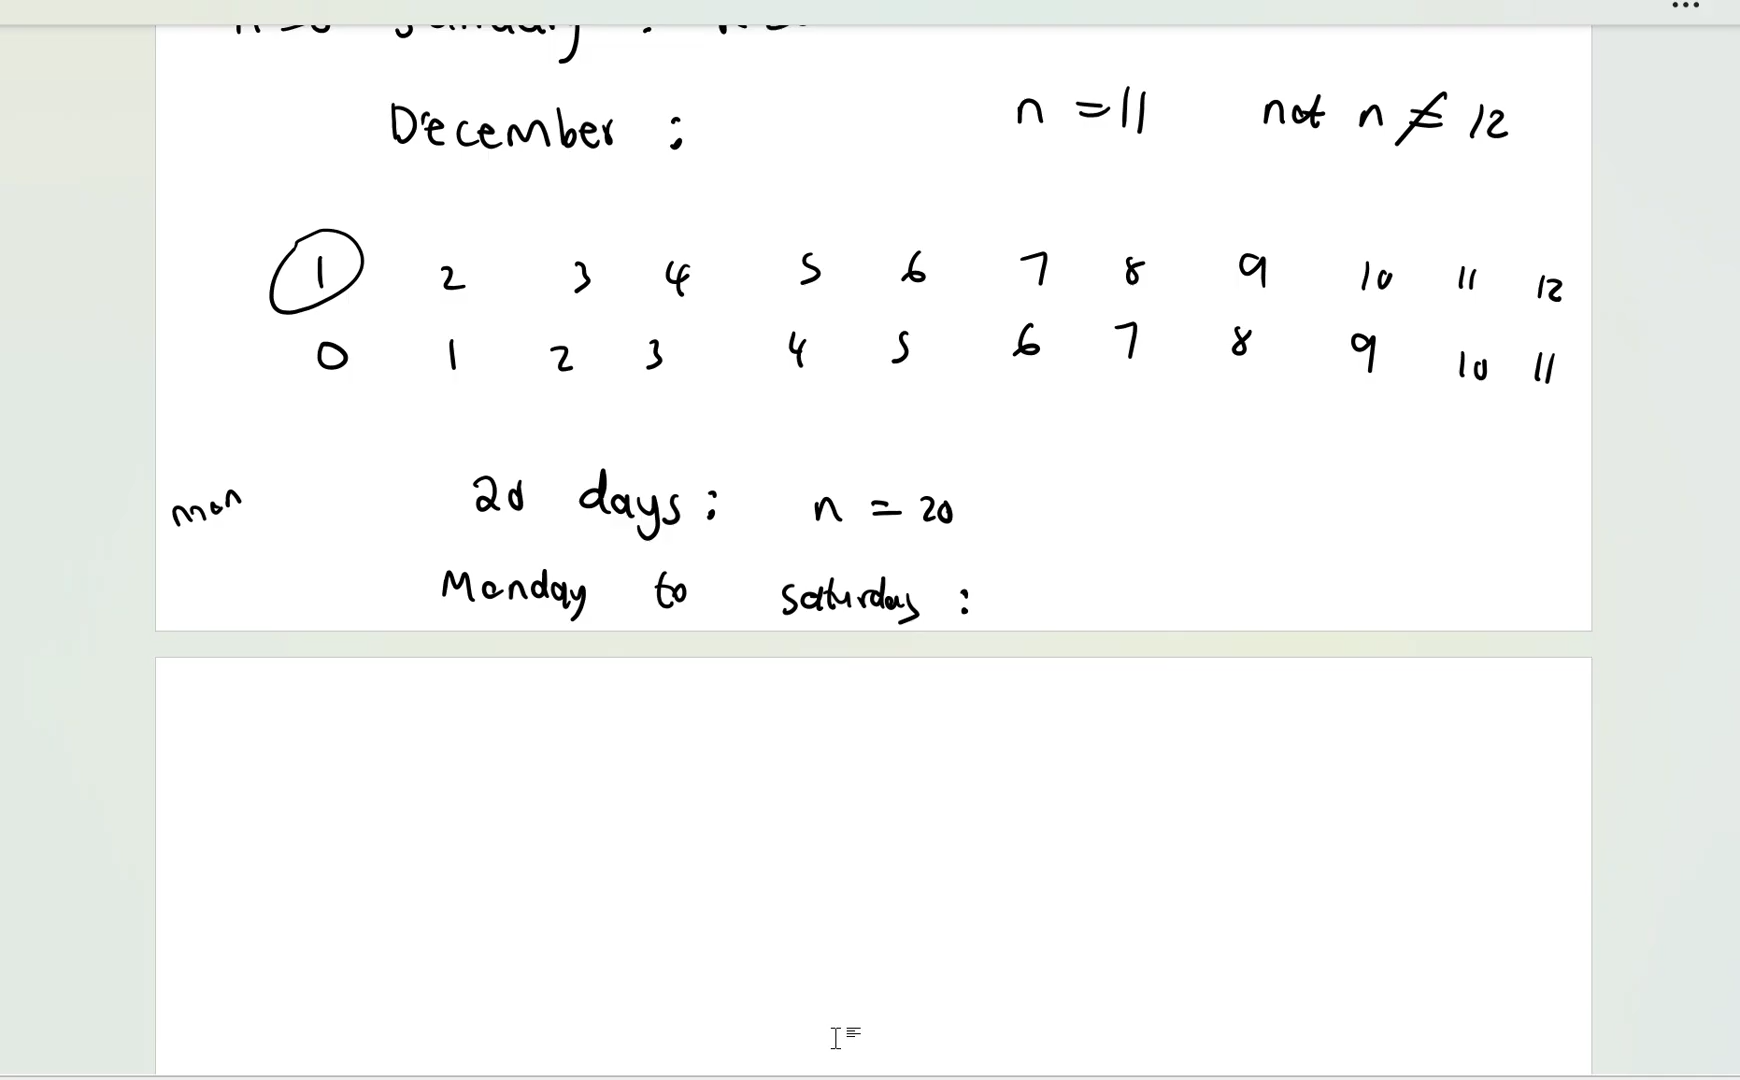 December : n = 11 not n ≠ 12
1 2 3 4 5 6 7 8 9 10 11 12
0 1 2 3 4 5 6 7 8 9 10 11
mon 20 days : n = 20
Monday to saturday :